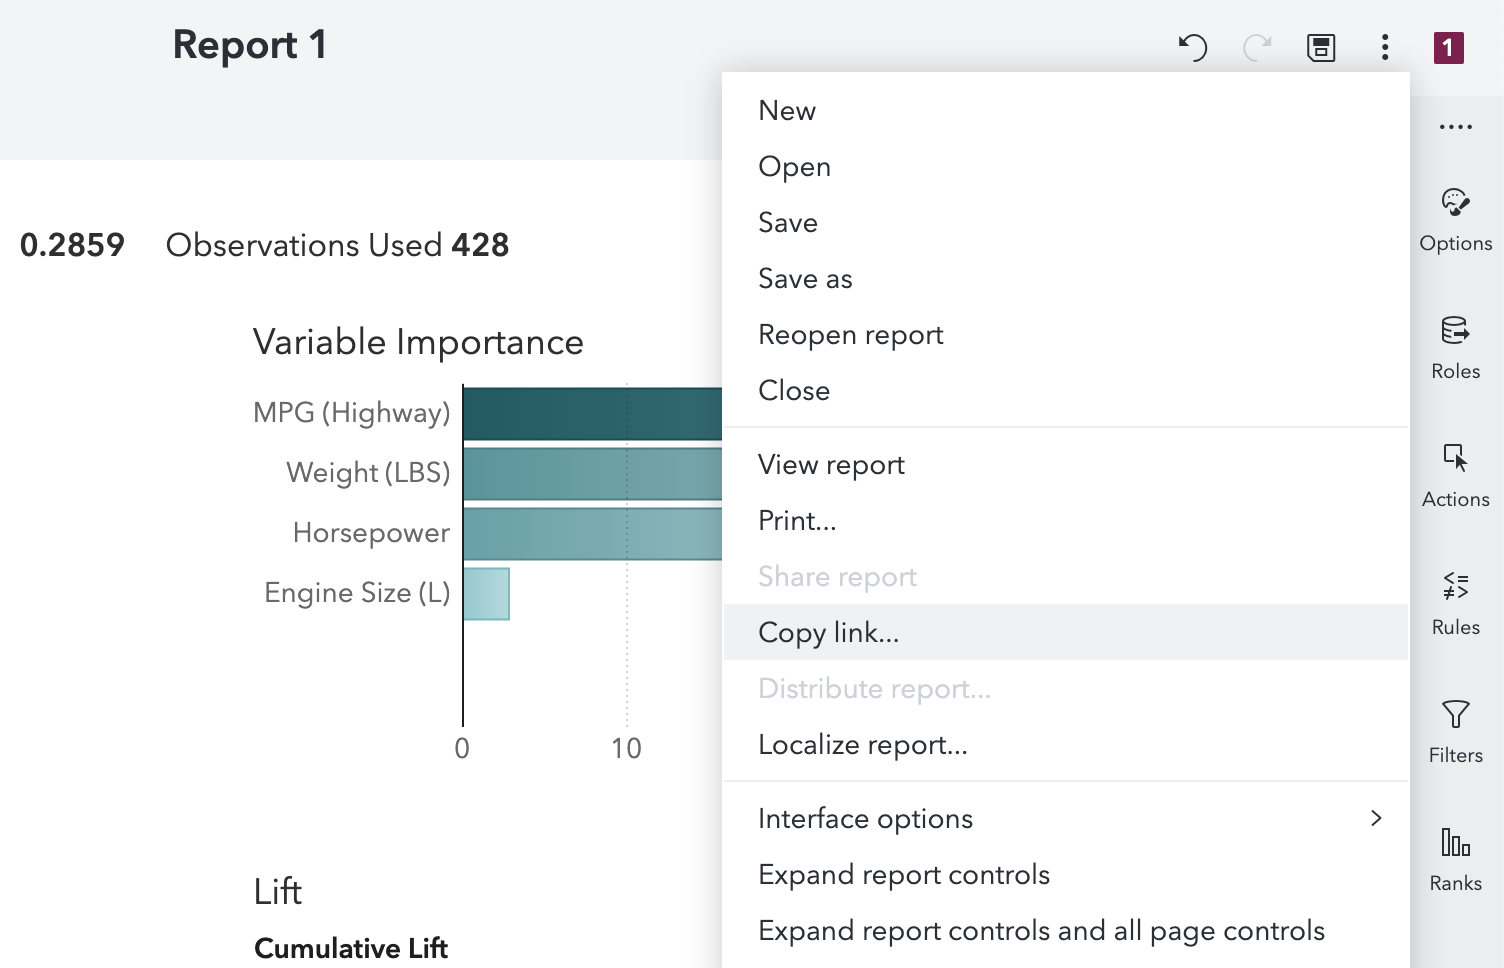 Report 1
1
0.2859 Observations Used 428
Variable Importance
MPG (Highway)
Weight (LBS)
Horsepower
Engine Size (L)
0 10
Lift
Cumulative Lift
New
Open
Save
Save as
Reopen report
Close
View report
Print...
Share report
Copy link...
Distribute report...
Localize report...
Interface options
Expand report controls
Expand report controls and all page controls
Options
Roles
Actions
Rules
Filters
Ranks